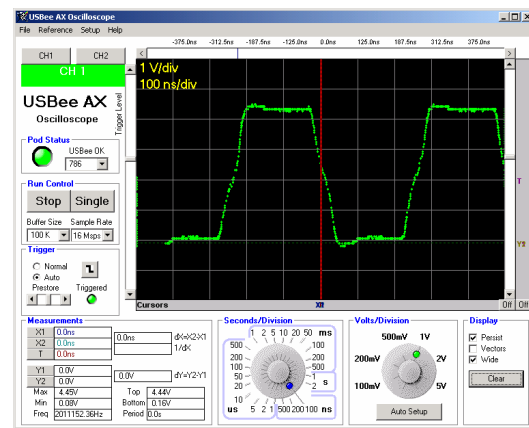 USBee AX Oscilloscope
File Reference Setup Help
-375.0ns -312.5ns -187.5ns -125.0ns 0.0ns 125.0ns 187.5ns 312.5ns 375.0ns
CH1 CH2
CH 1
1 V/div
100 ns/div
USBee AX
Oscilloscope
Trigger Level
Pod Status
USBee OK
786
Run Control
Stop Single
Buffer Size Sample Rate
100 K 16 Msps
Trigger
Normal
Auto
Prestore Triggered
T
Cursors Off Off
Measurements
X1 0.0ns
X2 0.0ns
T 0.0ns
0.0ns dX=X2-X1
1/dX
Y1 0.0V
Y2 0.0V
0.0V dY=Y2-Y1
Max 4.45V Top 4.44V
Min 0.08V Bottom 0.16V
Freq 2011152.36Hz Period 0.0s
Seconds/Division
1 2 5 10 20 50 ms
500 100
200 200
100 500
50 1
20 2 s
10
us 5 2 1 500 200 100 ns
Volts/Division
500mV 1V
200mV 2V
100mV 5V
Auto Setup
Display
Persist
Vectors
Wide
Clear